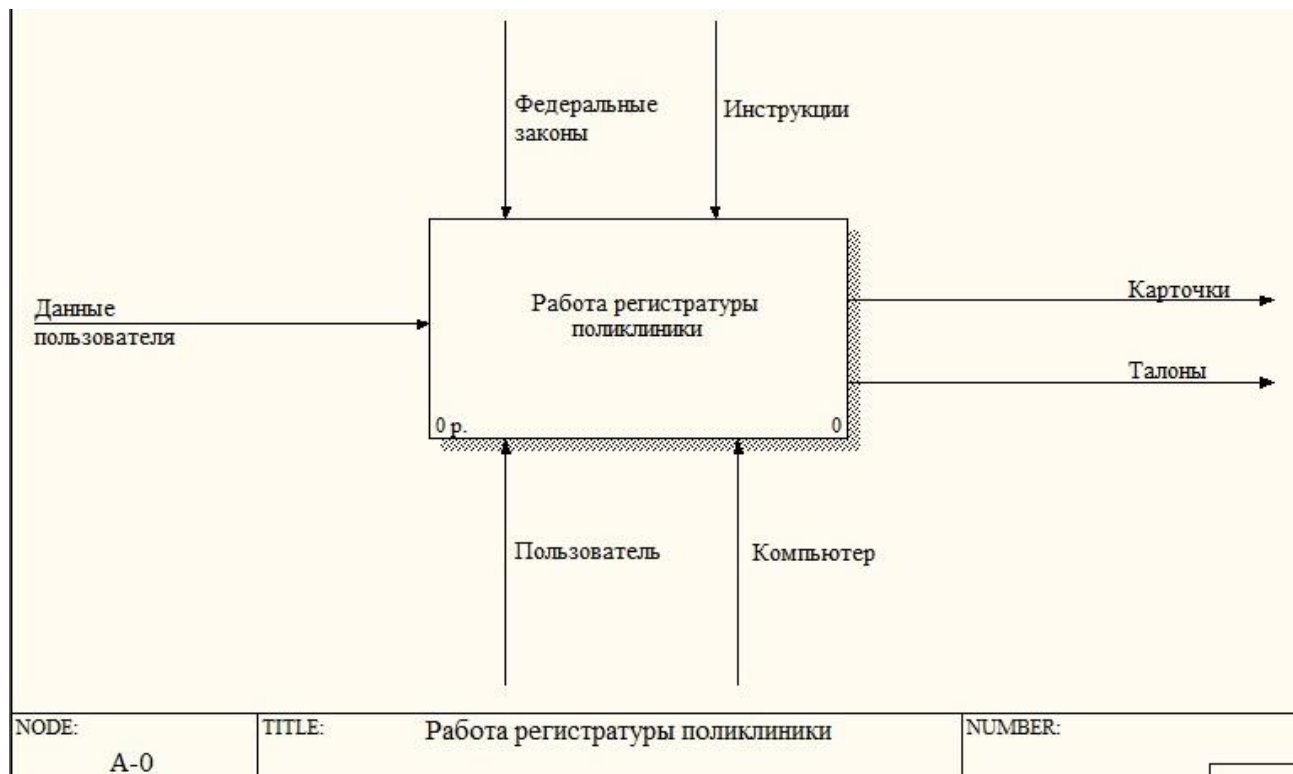 Федеральные
законы
Инструкции
Данные
пользователя
Работа регистратуры
поликлиники
Карточки
Талоны
0 р.
0
Пользователь
Компьютер
NODE:
A-0
TITLE:
Работа регистратуры поликлиники
NUMBER: